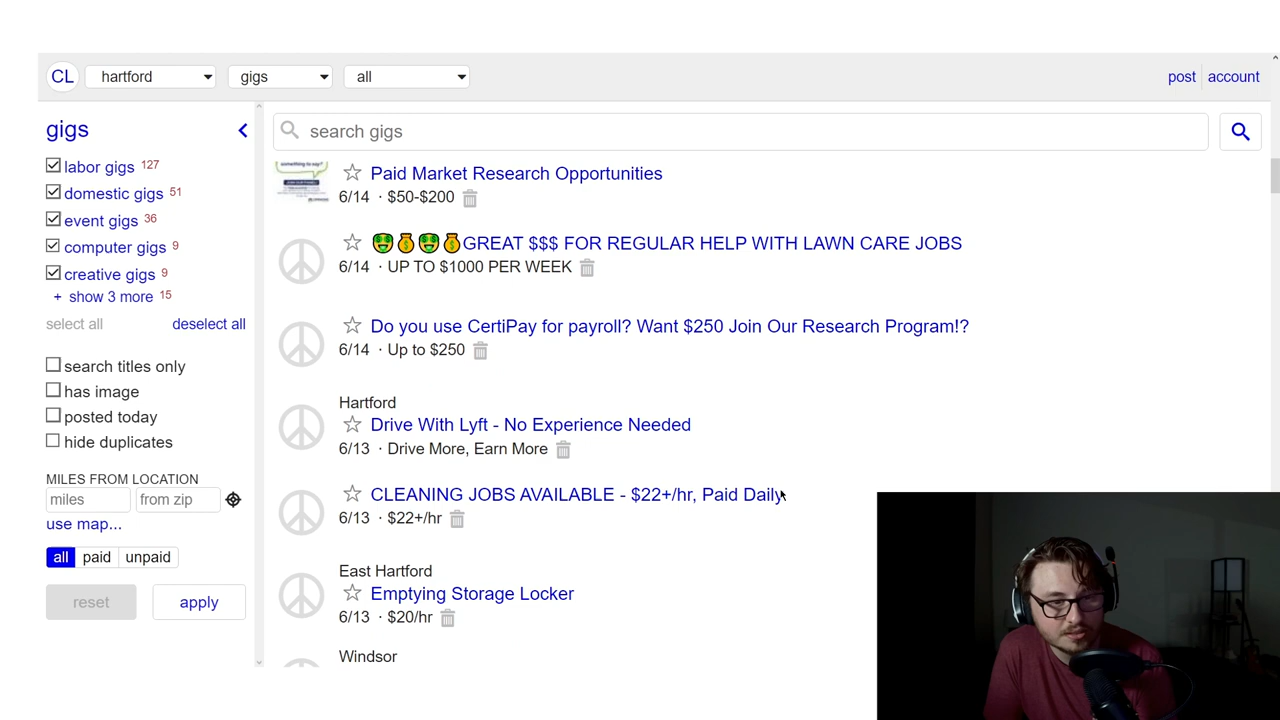 CL hartford gigs all post account
gigs
labor gigs 127
domestic gigs 51
event gigs 36
computer gigs 9
creative gigs 9
+ show 3 more 15
select all deselect all
search titles only
has image
posted today
hide duplicates
MILES FROM LOCATION
miles from zip
use map...
all paid unpaid
reset apply
search gigs
something to say?
Paid Market Research Opportunities
6/14 · $50-$200
🤑💰🤑💰GREAT $$$ FOR REGULAR HELP WITH LAWN CARE JOBS
6/14 · UP TO $1000 PER WEEK
Do you use CertiPay for payroll? Want $250 Join Our Research Program!?
6/14 · Up to $250
Hartford
Drive With Lyft - No Experience Needed
6/13 · Drive More, Earn More
CLEANING JOBS AVAILABLE - $22+/hr, Paid Daily
6/13 · $22+/hr
East Hartford
Emptying Storage Locker
6/13 · $20/hr
Windsor